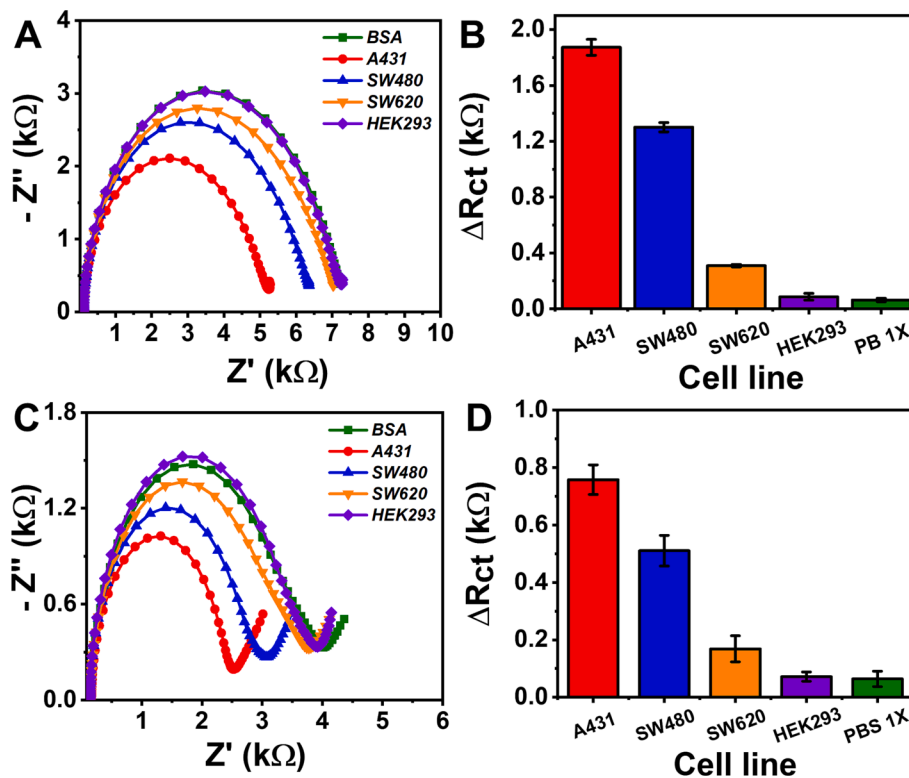 A
4
3
2
1
0
- Z'' (kΩ)
BSA
A431
SW480
SW620
HEK293
1 2 3 4 5 6 7 8 9 10
Z' (kΩ)
B
2.0
1.6
1.2
0.8
0.4
0.0
ΔRct (kΩ)
A431 SW480 SW620 HEK293 PB 1X
Cell line
C
1.8
1.2
0.6
0.0
- Z'' (kΩ)
BSA
A431
SW480
SW620
HEK293
1 2 3 4 5 6
Z' (kΩ)
D
1.0
0.8
0.6
0.4
0.2
0.0
ΔRct (kΩ)
A431 SW480 SW620 HEK293 PBS 1X
Cell line